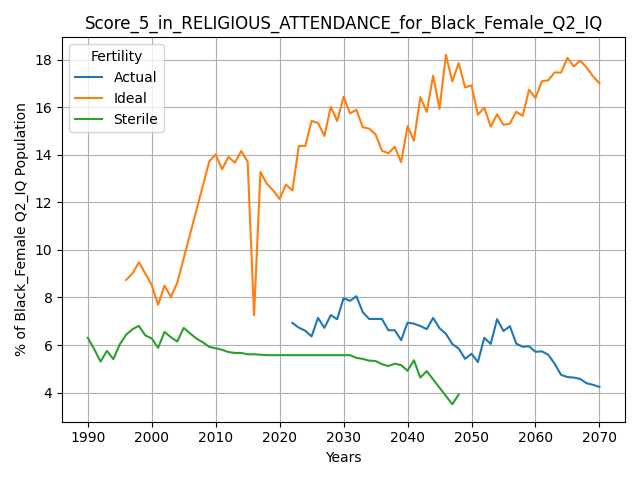 Score_5_in_RELIGIOUS_ATTENDANCE_for_Black_Female_Q2_IQ
Fertility
Actual
Ideal
Sterile
% of Black_Female Q2_IQ Population
18
16
14
12
10
8
6
4
1990 2000 2010 2020 2030 2040 2050 2060 2070
Years